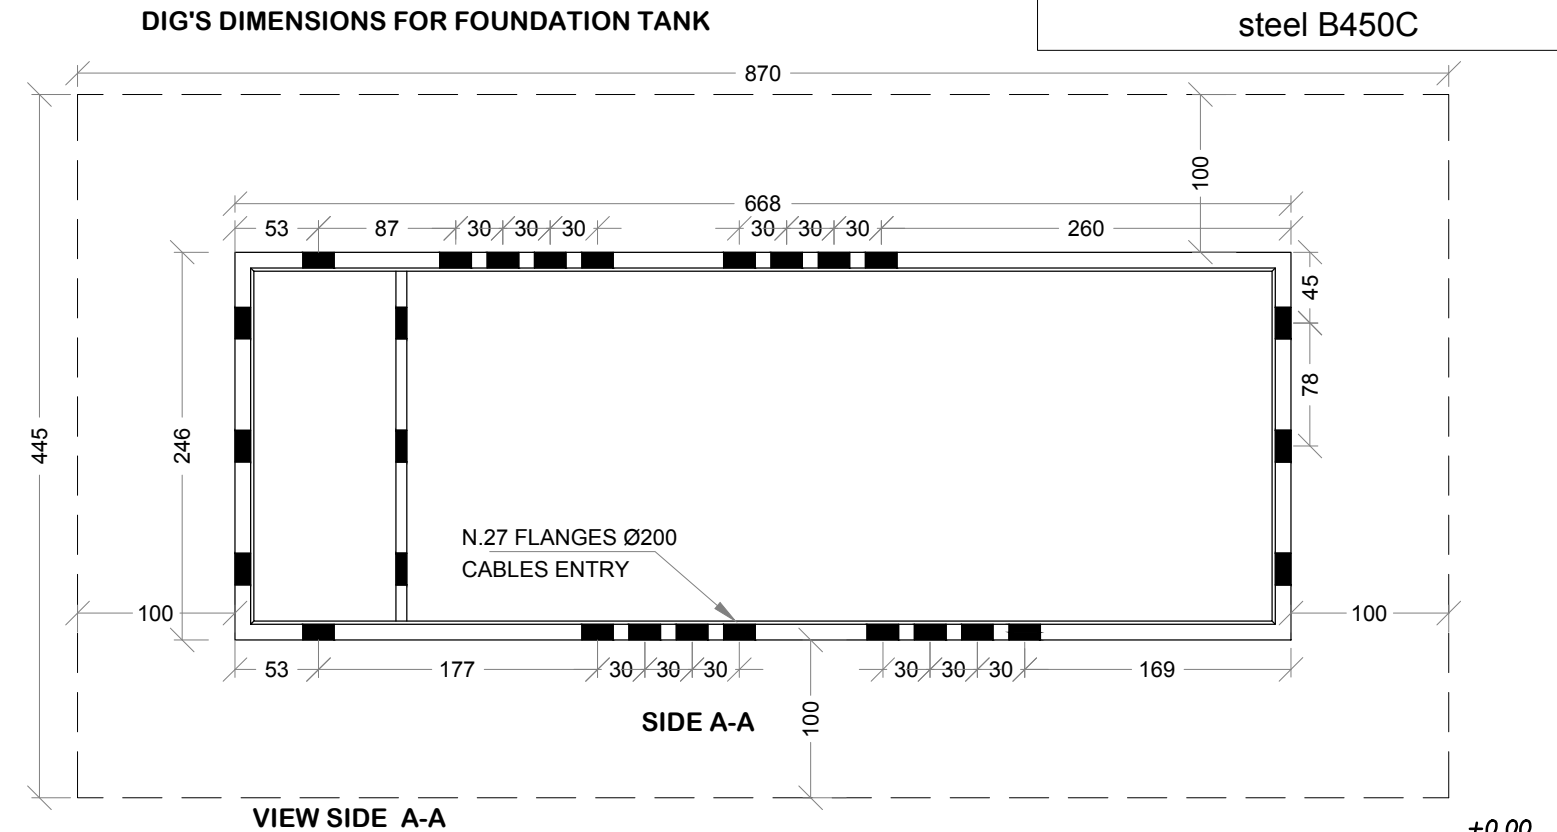 DIG'S DIMENSIONS FOR FOUNDATION TANK
steel B450C
870
100
668
53 87 30 30 30 30 30 30 260
45
78
445
246
N.27 FLANGES Ø200
CABLES ENTRY
100
100
53 177 30 30 30 30 30 30 169
100
SIDE A-A
VIEW SIDE A-A
+0.00